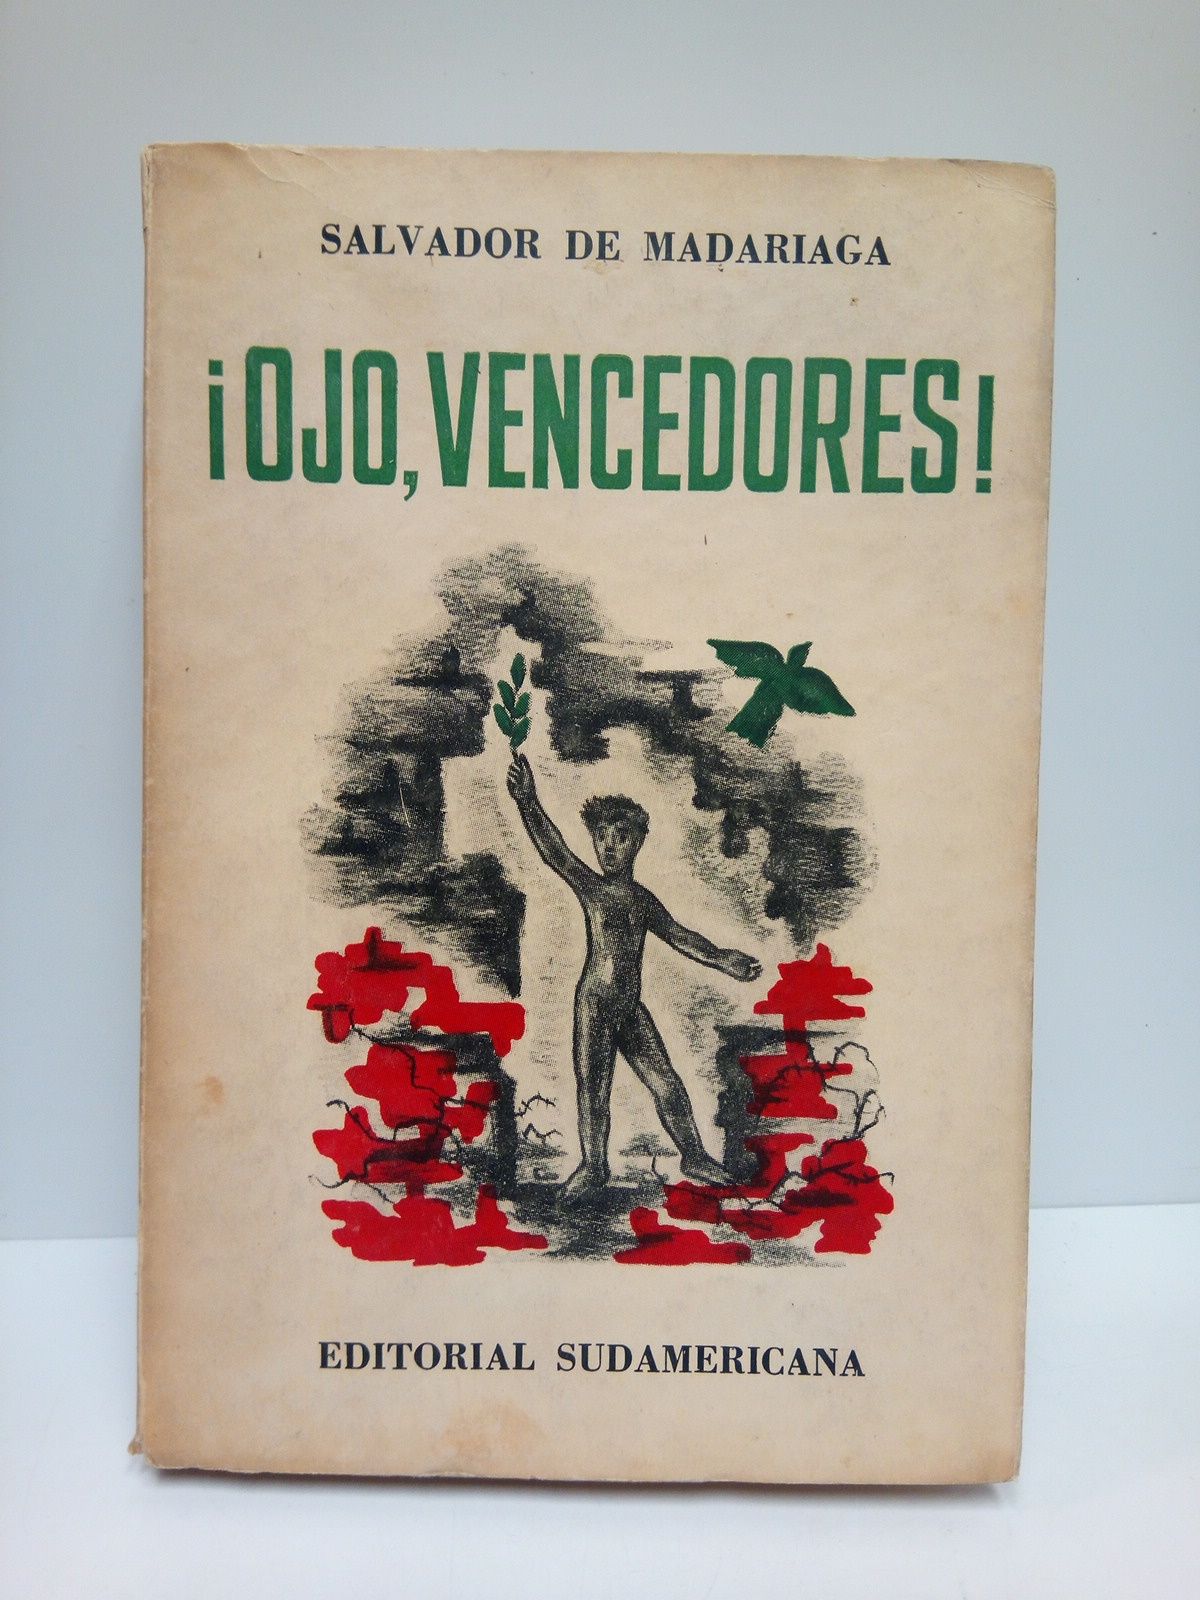 SALVADOR DE MADARIAGA
¡OJO, VENCEDORES!
EDITORIAL SUDAMERICANA